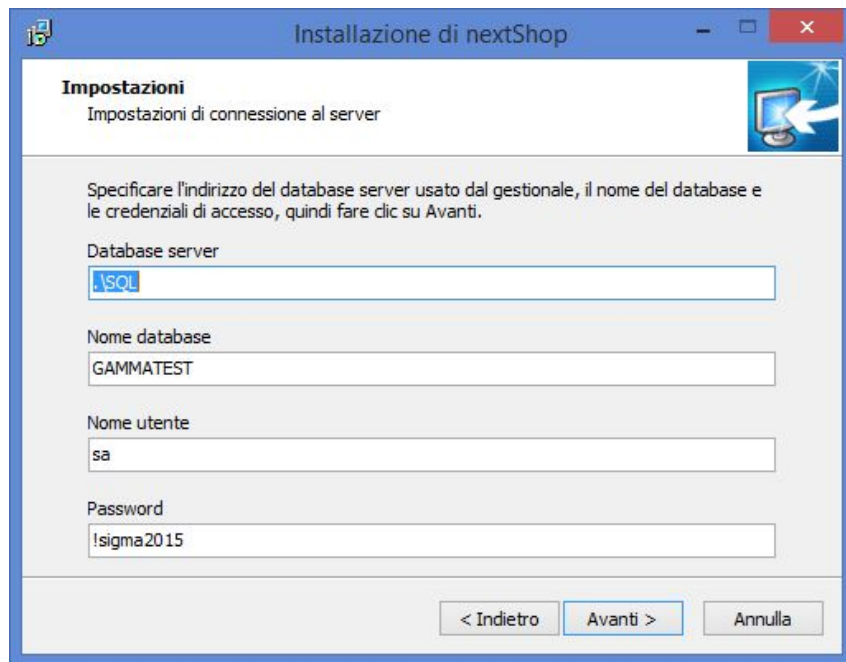 Installazione di nextShop
Impostazioni
Impostazioni di connessione al server
Specificare l'indirizzo del database server usato dal gestionale, il nome del database e
le credenziali di accesso, quindi fare clic su Avanti.
Database server
.\SQL
Nome database
GAMMATEST
Nome utente
sa
Password
!sigma2015
< Indietro Avanti > Annulla